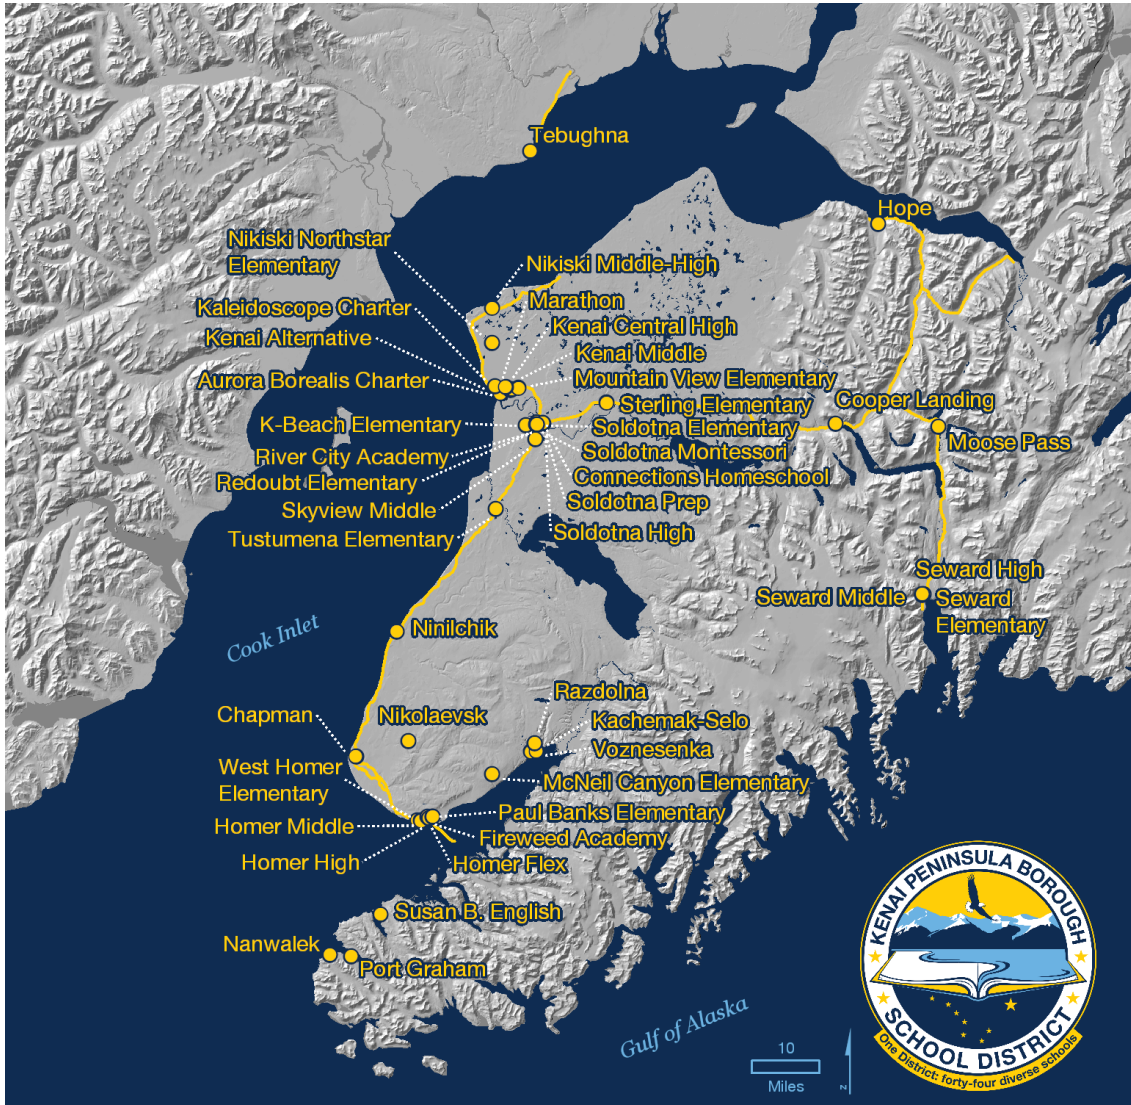 Tebughna
Hope
Nikiski Northstar
Elementary
Nikiski Middle-High
Kaleidoscope Charter
Marathon
Kenai Alternative
Kenai Central High
Kenai Middle
Aurora Borealis Charter
Mountain View Elementary
Cooper Landing
Sterling Elementary
K-Beach Elementary
Soldotna Elementary
Moose Pass
River City Academy
Soldotna Montessori
Redoubt Elementary
Connections Homeschool
Skyview Middle
Soldotna Prep
Tustumena Elementary
Soldotna High
Seward High
Seward Middle
Seward
Elementary
Cook Inlet
Ninilchik
Razdolna
Chapman
Nikolaevsk
Kachemak-Selo
Voznesenka
West Homer
Elementary
McNeil Canyon Elementary
Homer Middle
Paul Banks Elementary
Fireweed Academy
Homer High
Homer Flex
Susan B. English
Nanwalek
Port Graham
Gulf of Alaska
10
Miles
N
KENAI PENINSULA BOROUGH
SCHOOL DISTRICT
One District: forty-four diverse schools